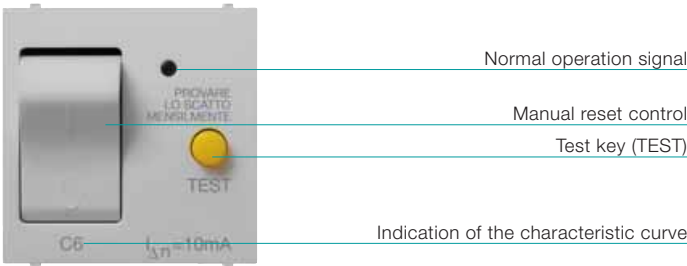 Normal operation signal
PROVARE
LO SCATTO
MENSILMENTE
Manual reset control
Test key (TEST)
TEST
Indication of the characteristic curve
C6 IΔn=10mA